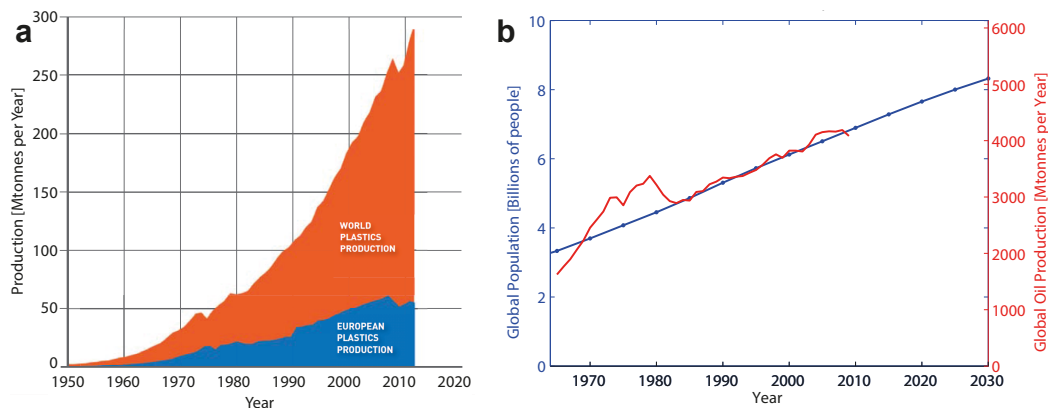 a
300
250
200
150
100
50
0
Production [Mtonnes per Year]
WORLD
PLASTICS
PRODUCTION
EUROPEAN
PLASTICS
PRODUCTION
1950 1960 1970 1980 1990 2000 2010 2020
Year
b
10
8
6
4
2
0
Global Population [Billions of people]
6000
5000
4000
3000
2000
1000
0
Global Oil Production [Mtonnes per Year]
1970 1980 1990 2000 2010 2020 2030
Year